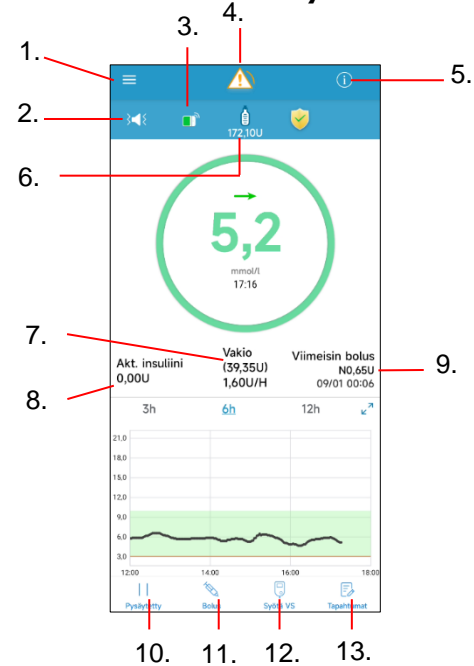 4.
3.
1.
5.
2.
172,10U
6.
5,2
mmol/l
17:16
7.
Vakio
(39,35U)
1,60U/H
Akt. insuliini
0,00U
Viimeisin bolus
N0,65U
09/01 00:06
9.
8.
3h 6h 12h
21,0
18,0
15,0
12,0
9,0
6,0
3,0
12:00 14:00 16:00 18:00
Pysäytetty Bolus Syötä VS Tapahtumat
10. 11. 12. 13.